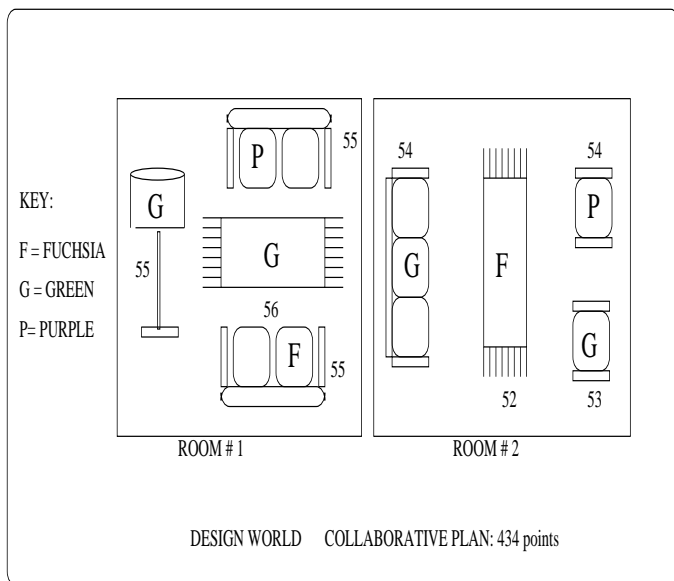 KEY:
F = FUCHSIA
G = GREEN
P= PURPLE
P
55
G
55
G
56
F
55
ROOM # 1
54
G
F
52
54
P
G
53
ROOM # 2
DESIGN WORLD COLLABORATIVE PLAN: 434 points